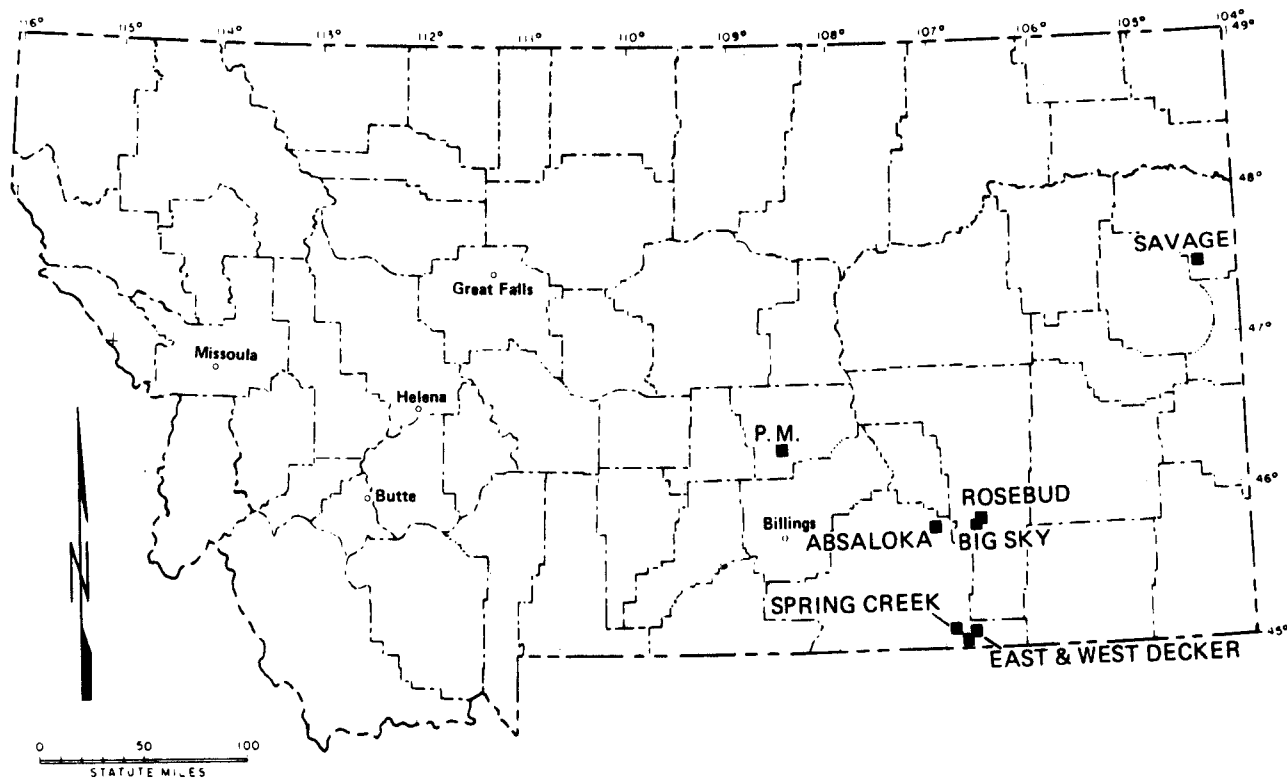 116°
115°
114°
113°
112°
111°
110°
109°
108°
107°
106°
105°
104°
49°
48°
SAVAGE
Great Falls
47°
Missoula
Helena
P. M.
46°
ROSEBUD
Butte
Billings
ABSALOKA
BIG SKY
N
SPRING CREEK
45°
EAST & WEST DECKER
0 50 100
STATUTE MILES